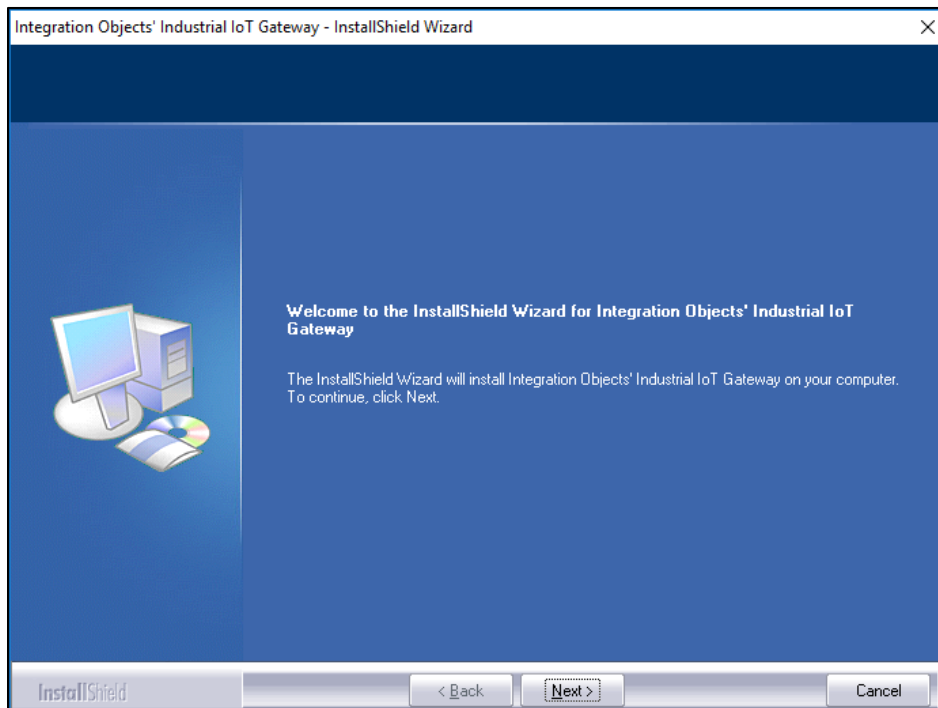 Integration Objects' Industrial IoT Gateway - InstallShield Wizard
Welcome to the InstallShield Wizard for Integration Objects' Industrial IoT
Gateway
The InstallShield Wizard will install Integration Objects' Industrial IoT Gateway on your computer.
To continue, click Next.
InstallShield
< Back
Next >
Cancel